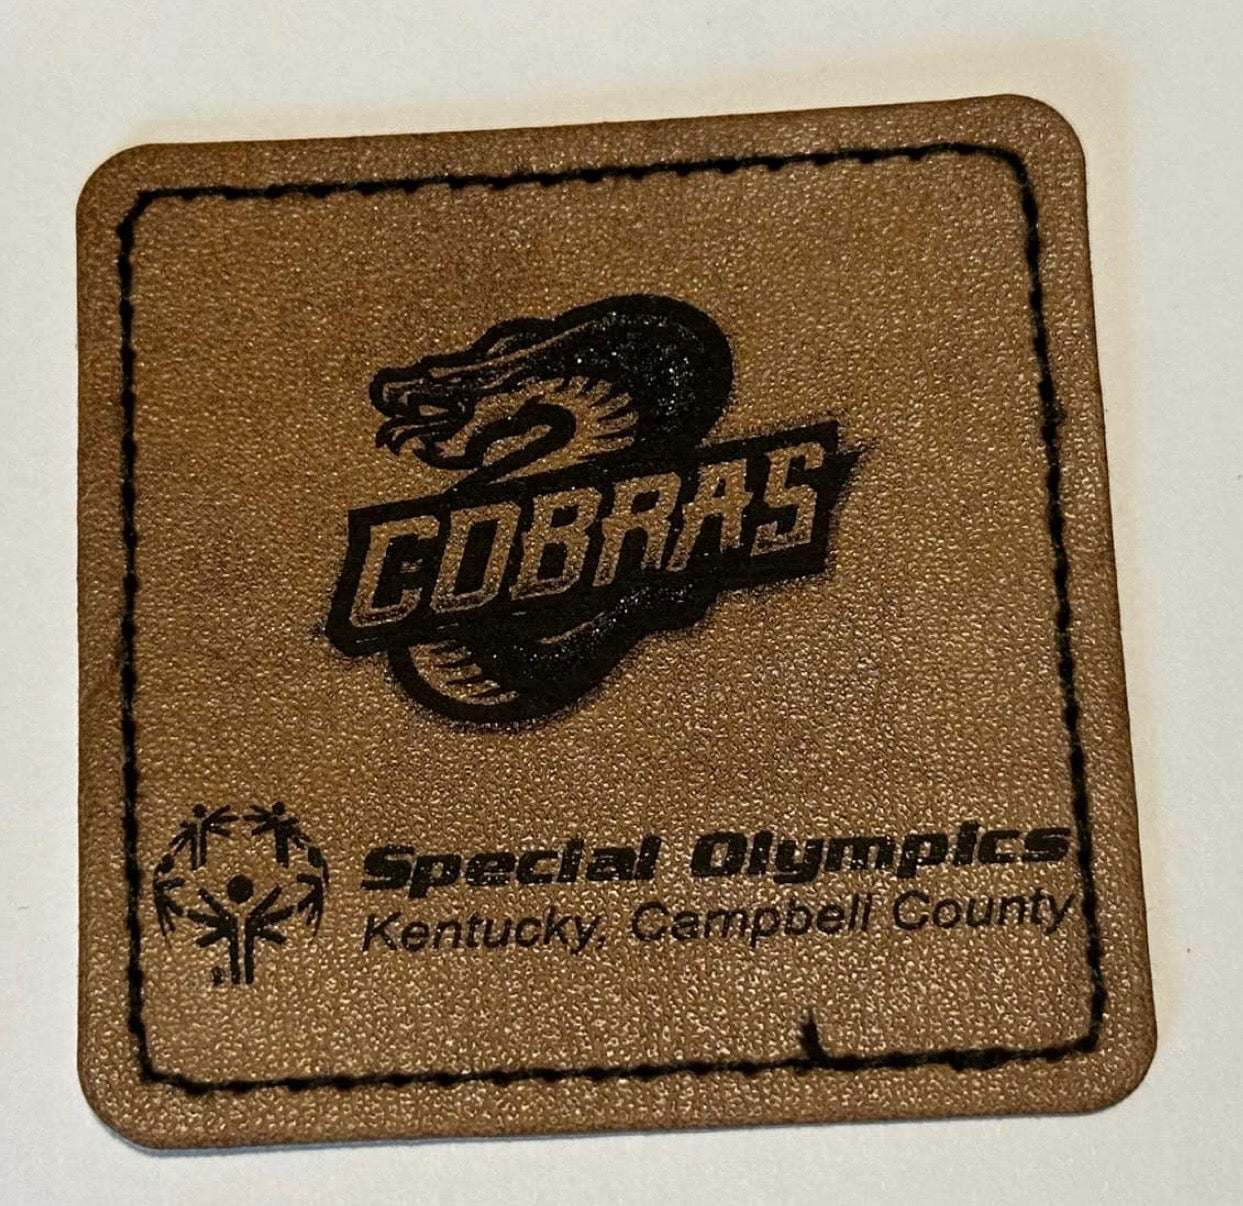 COBRAS
Special Olympics
Kentucky, Campbell County